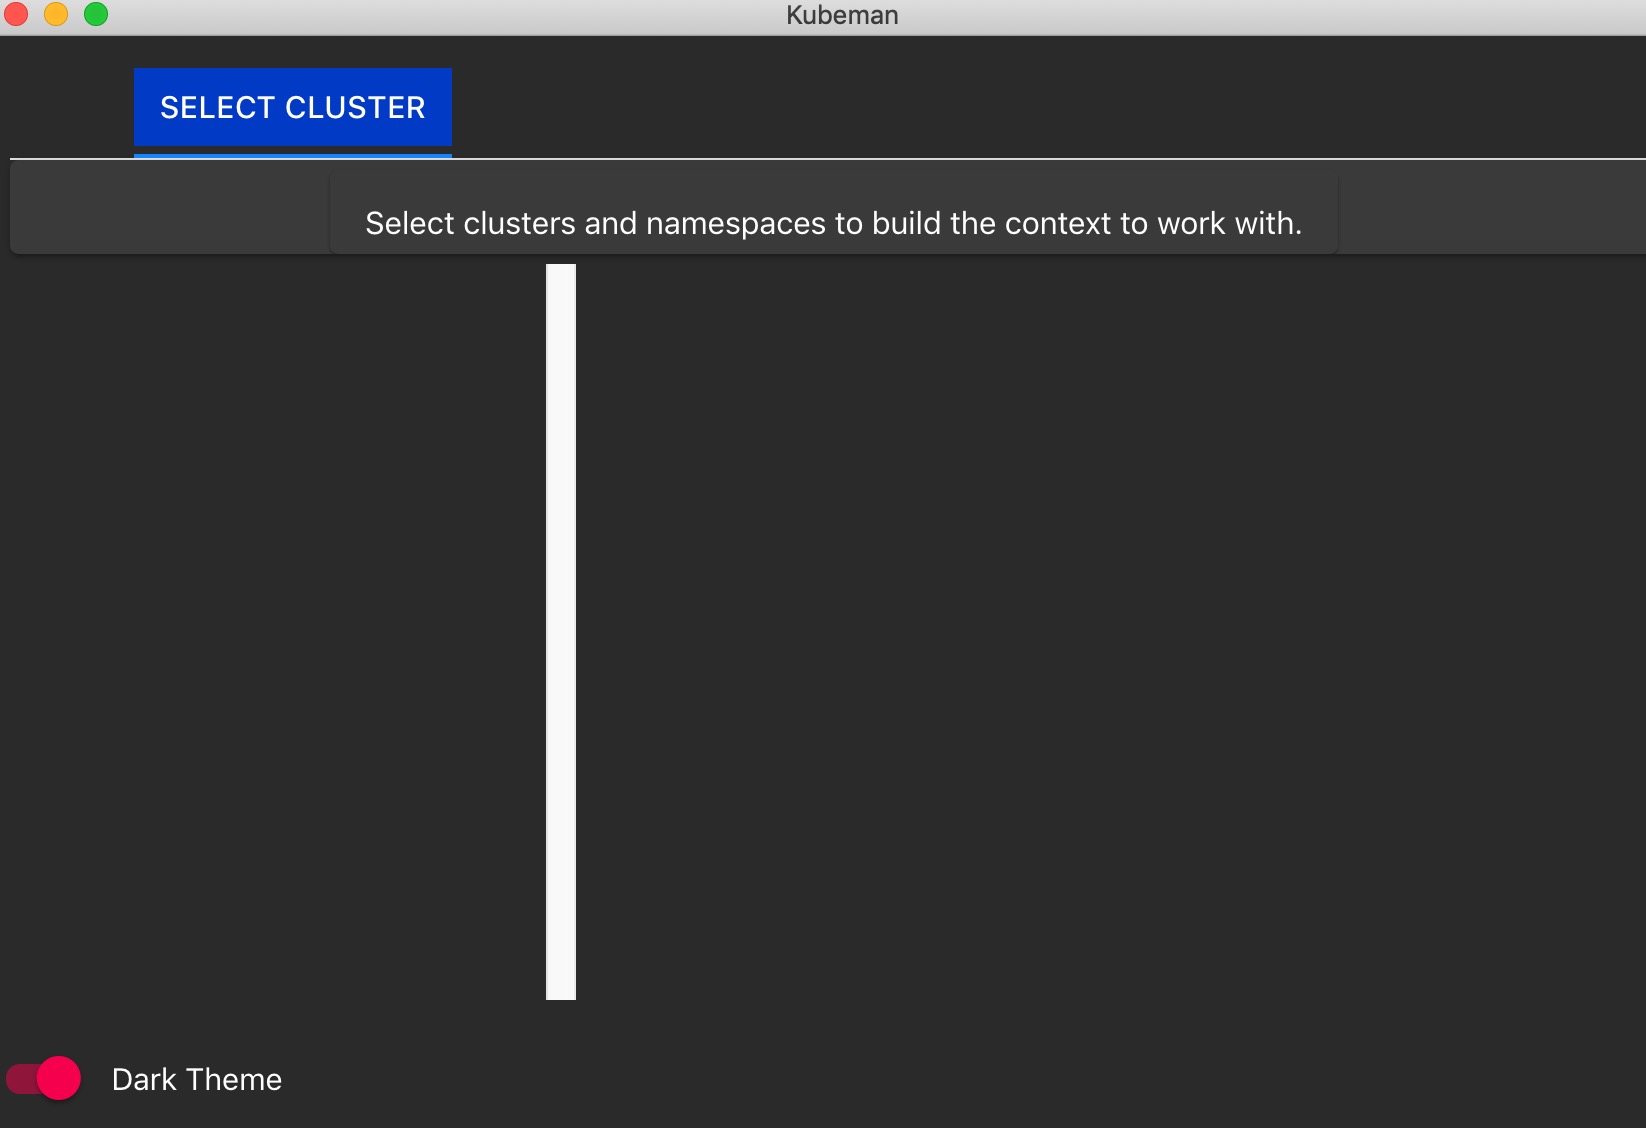 Kubeman
SELECT CLUSTER
Select clusters and namespaces to build the context to work with.
Dark Theme